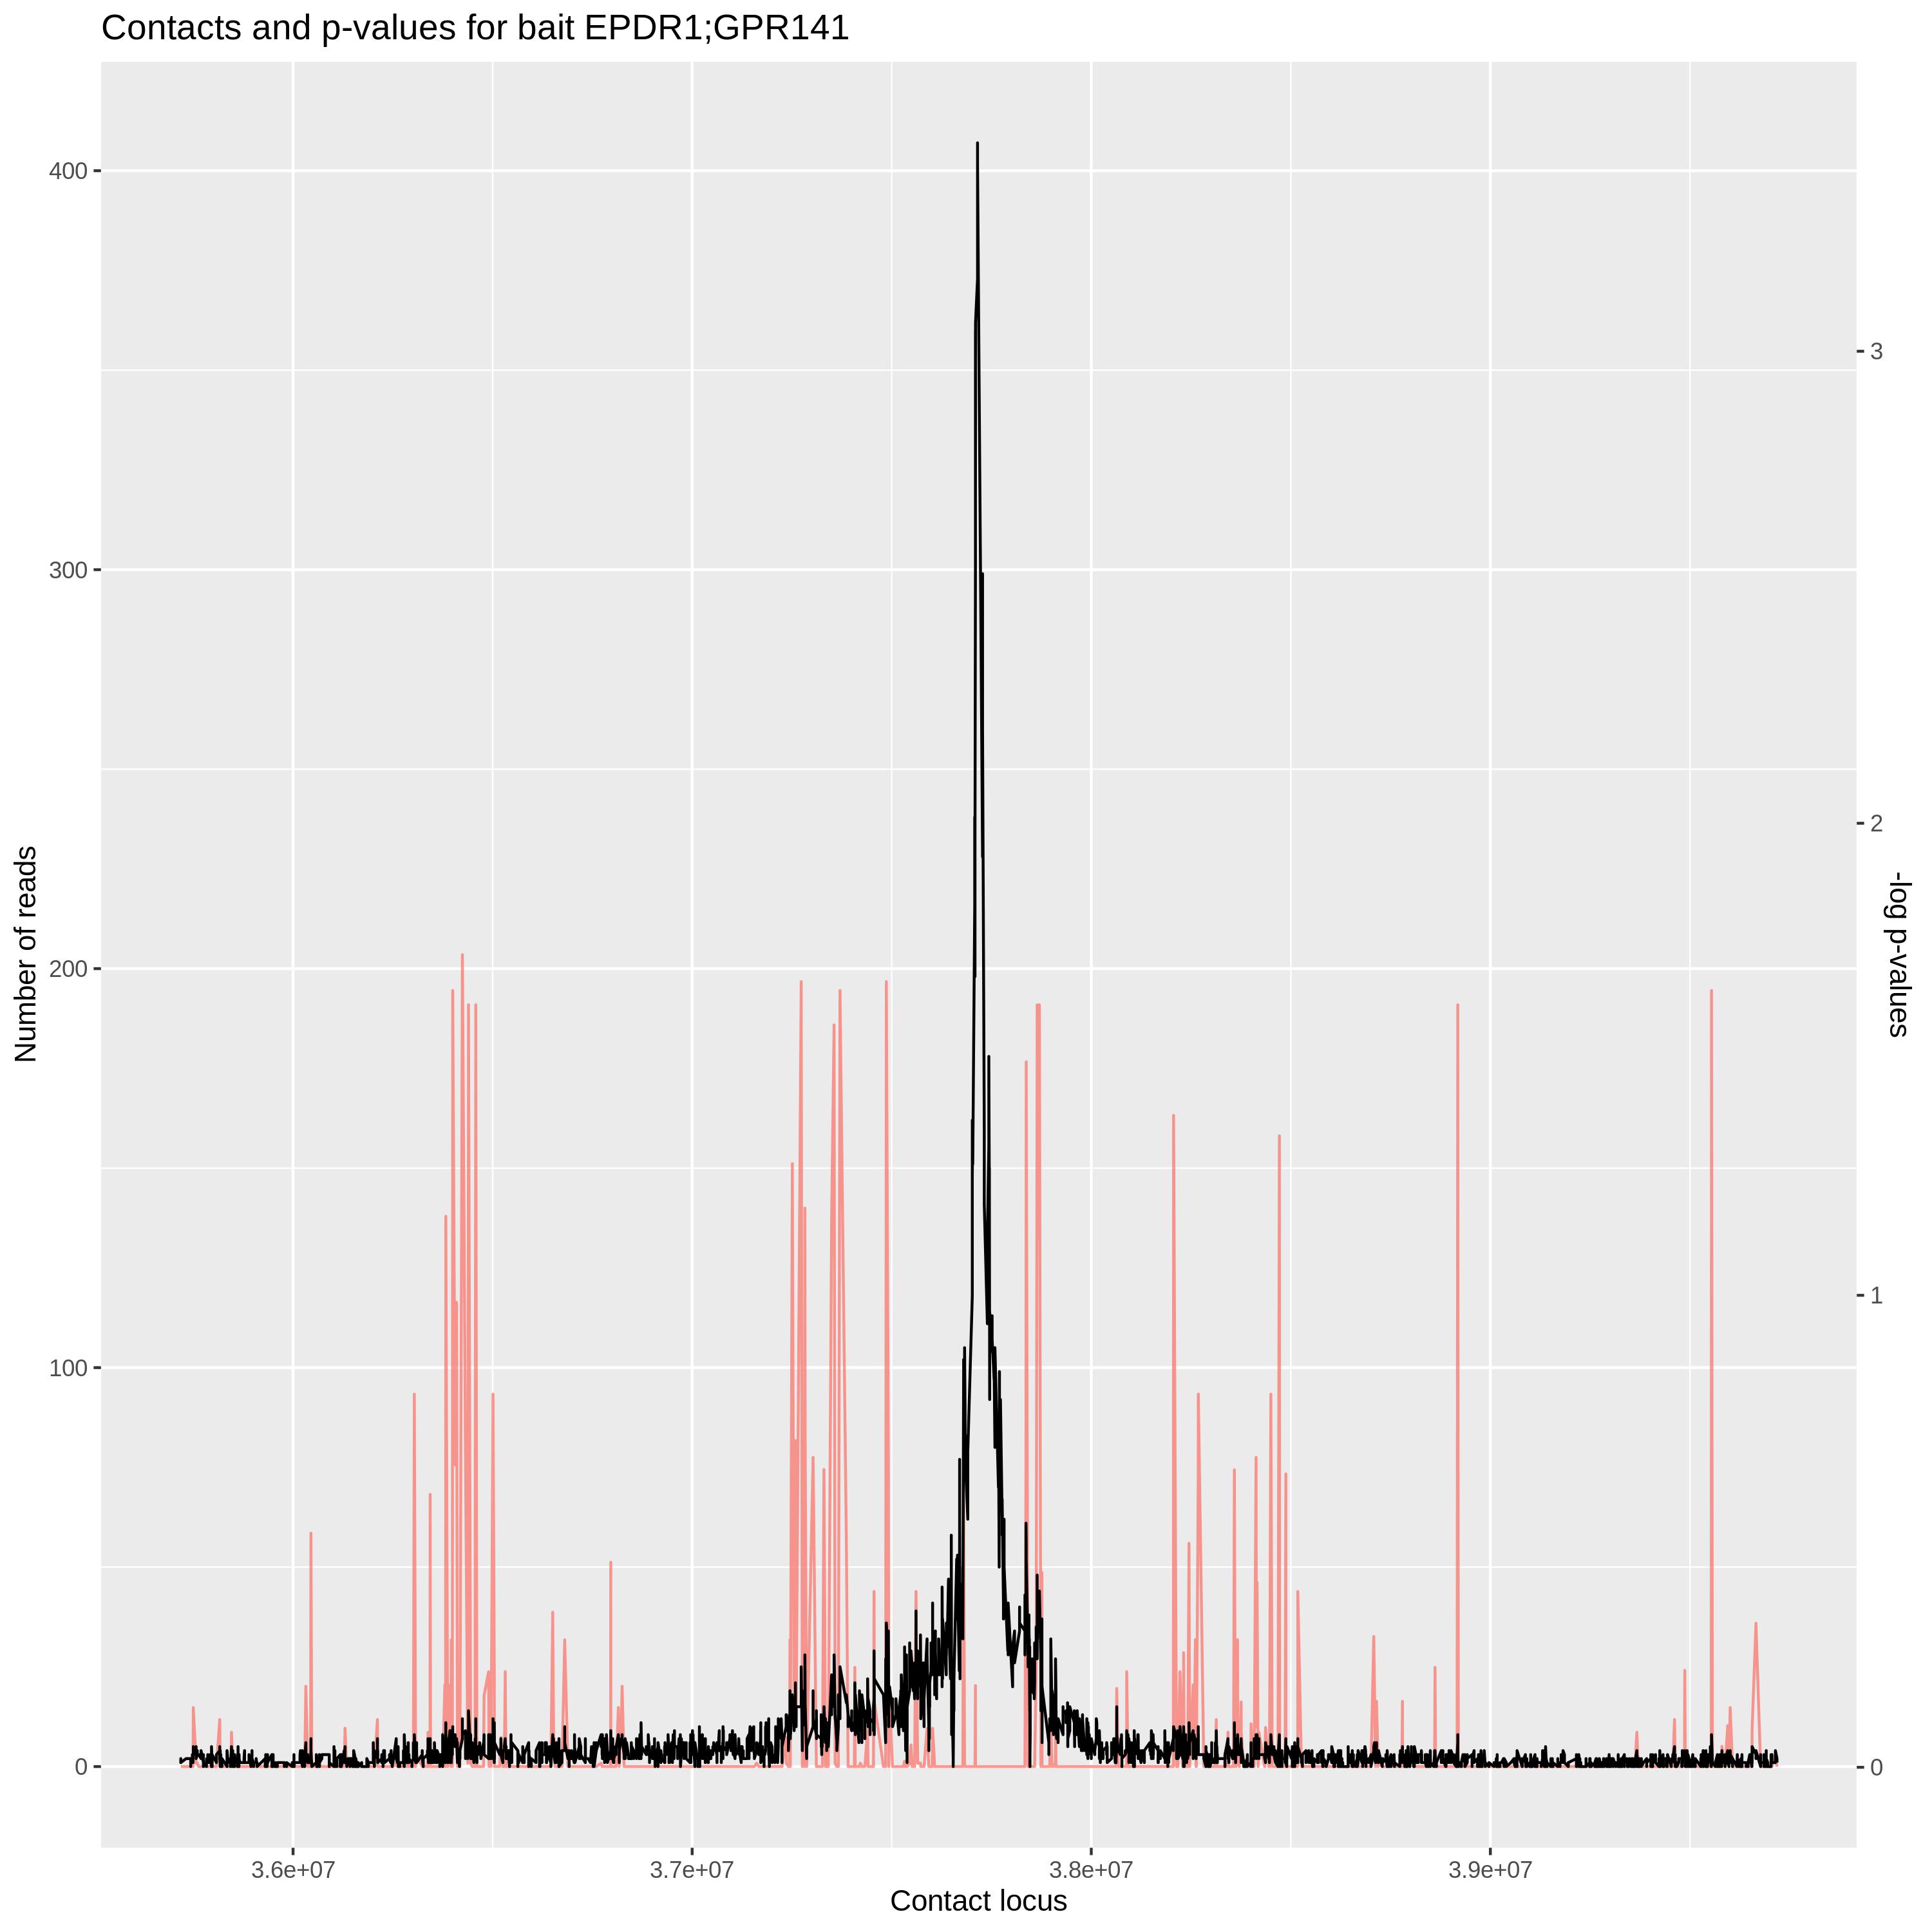 Contacts and p-values for bait EPDR1;GPR141
400
300
200
100
0
Number of reads
3
2
1
0
-log p-values
3.6e+07 3.7e+07 3.8e+07 3.9e+07
Contact locus